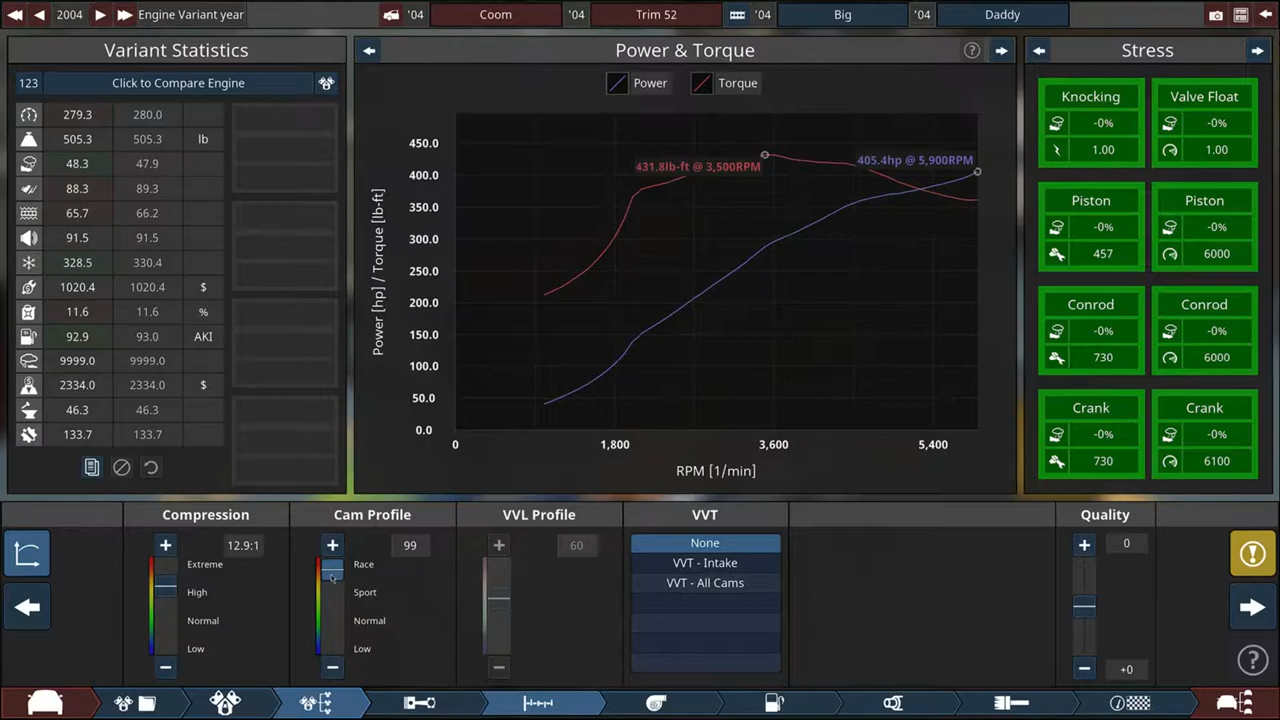 2004 Engine Variant year '04 Coom '04 Trim 52 '04 Big '04 Daddy
Variant Statistics
123 Click to Compare Engine
279.3 280.0
505.3 505.3 lb
48.3 47.9
88.3 89.3
65.7 66.2
91.5 91.5
328.5 330.4
1020.4 1020.4 $
11.6 11.6 %
92.9 93.0 AKI
9999.0 9999.0
2334.0 2334.0 $
46.3 46.3
133.7 133.7
Power & Torque
Power Torque
450.0
400.0
350.0
300.0
250.0
200.0
150.0
100.0
50.0
0.0
Power [hp] / Torque [lb-ft]
431.8lb-ft @ 3,500RPM
405.4hp @ 5,900RPM
0 1,800 3,600 5,400
RPM [1/min]
Stress
Knocking Valve Float
-0% -0%
1.00 1.00
Piston Piston
-0% -0%
457 6000
Conrod Conrod
-0% -0%
730 6000
Crank Crank
-0% -0%
730 6100
Compression
12.9:1
Extreme
High
Normal
Low
Cam Profile
99
Race
Sport
Normal
Low
VVL Profile
60
VVT
None
VVT - Intake
VVT - All Cams
Quality
0
+0